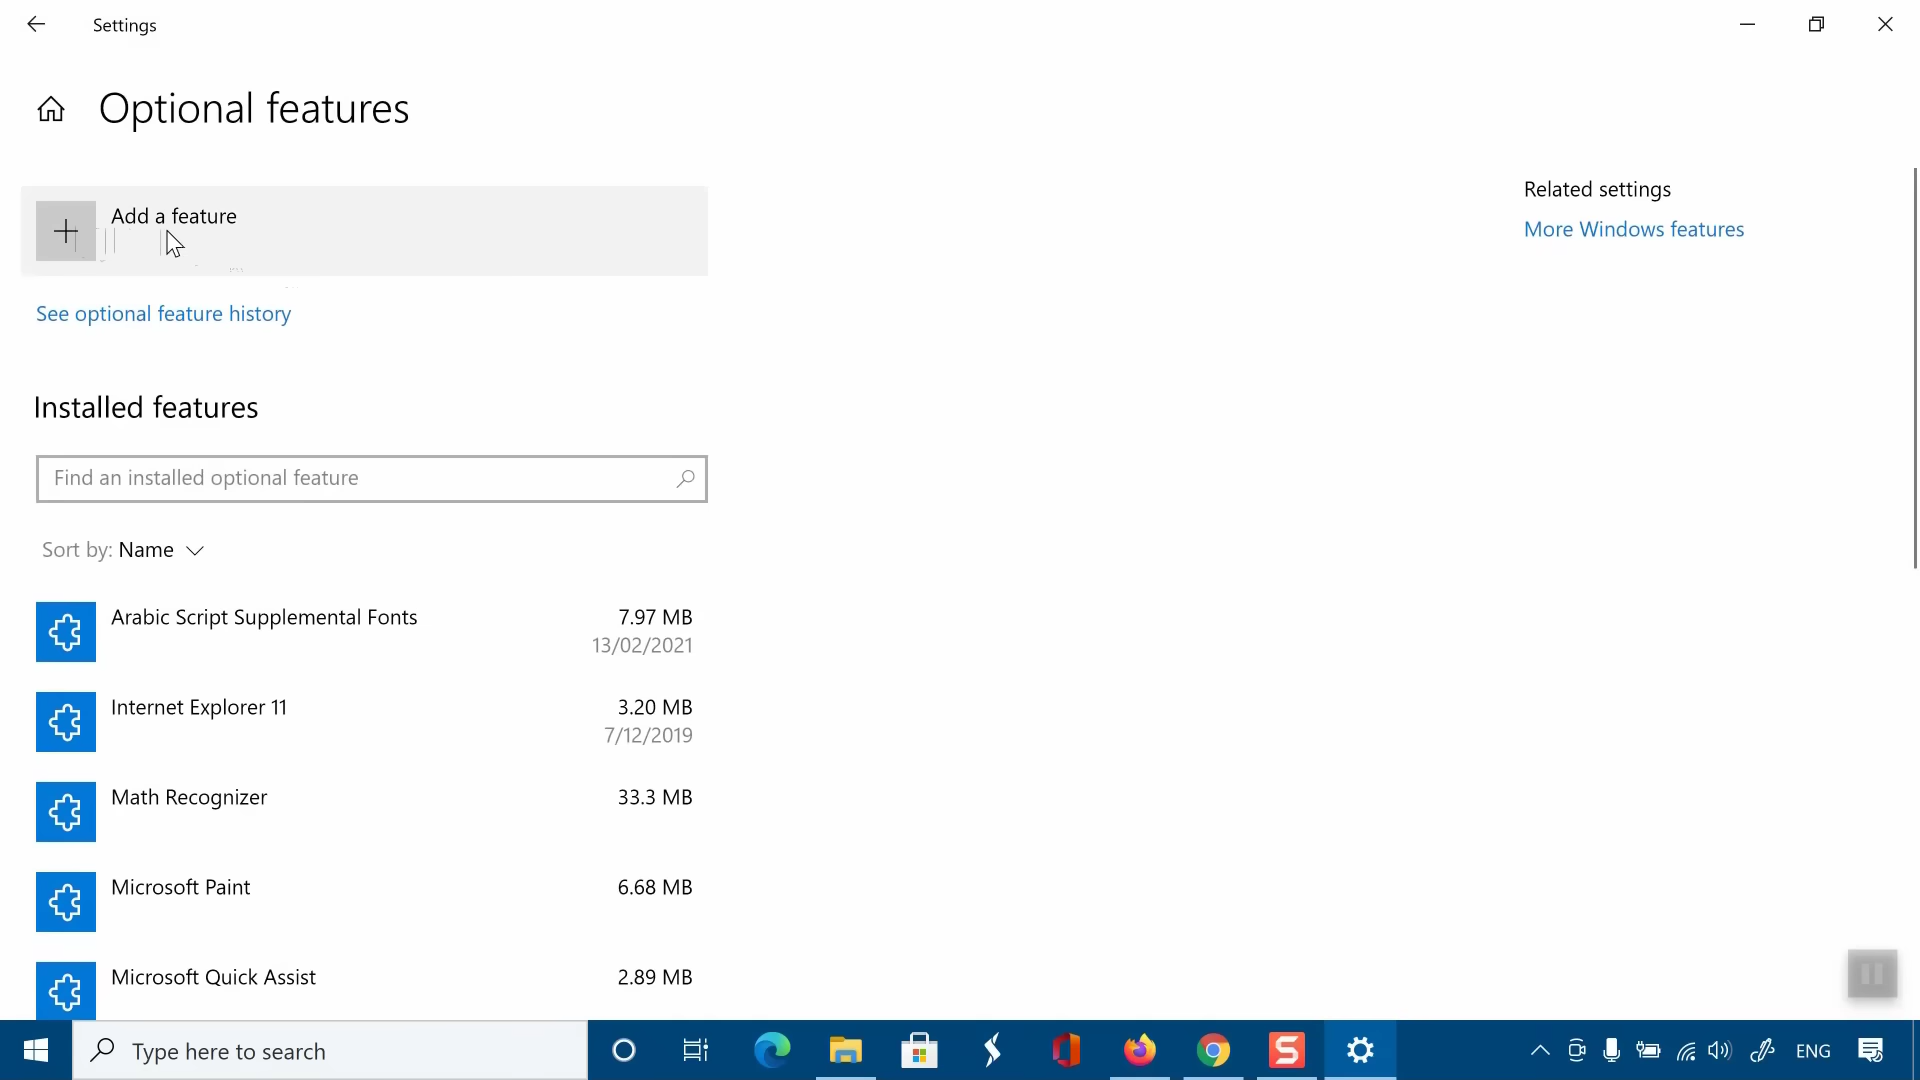 Settings
Optional features
Add a feature
See optional feature history
Related settings
More Windows features
Installed features
Find an installed optional feature
Sort by: Name
Arabic Script Supplemental Fonts 7.97 MB
13/02/2021
Internet Explorer 11 3.20 MB
7/12/2019
Math Recognizer 33.3 MB
Microsoft Paint 6.68 MB
Microsoft Quick Assist 2.89 MB
Type here to search
ENG